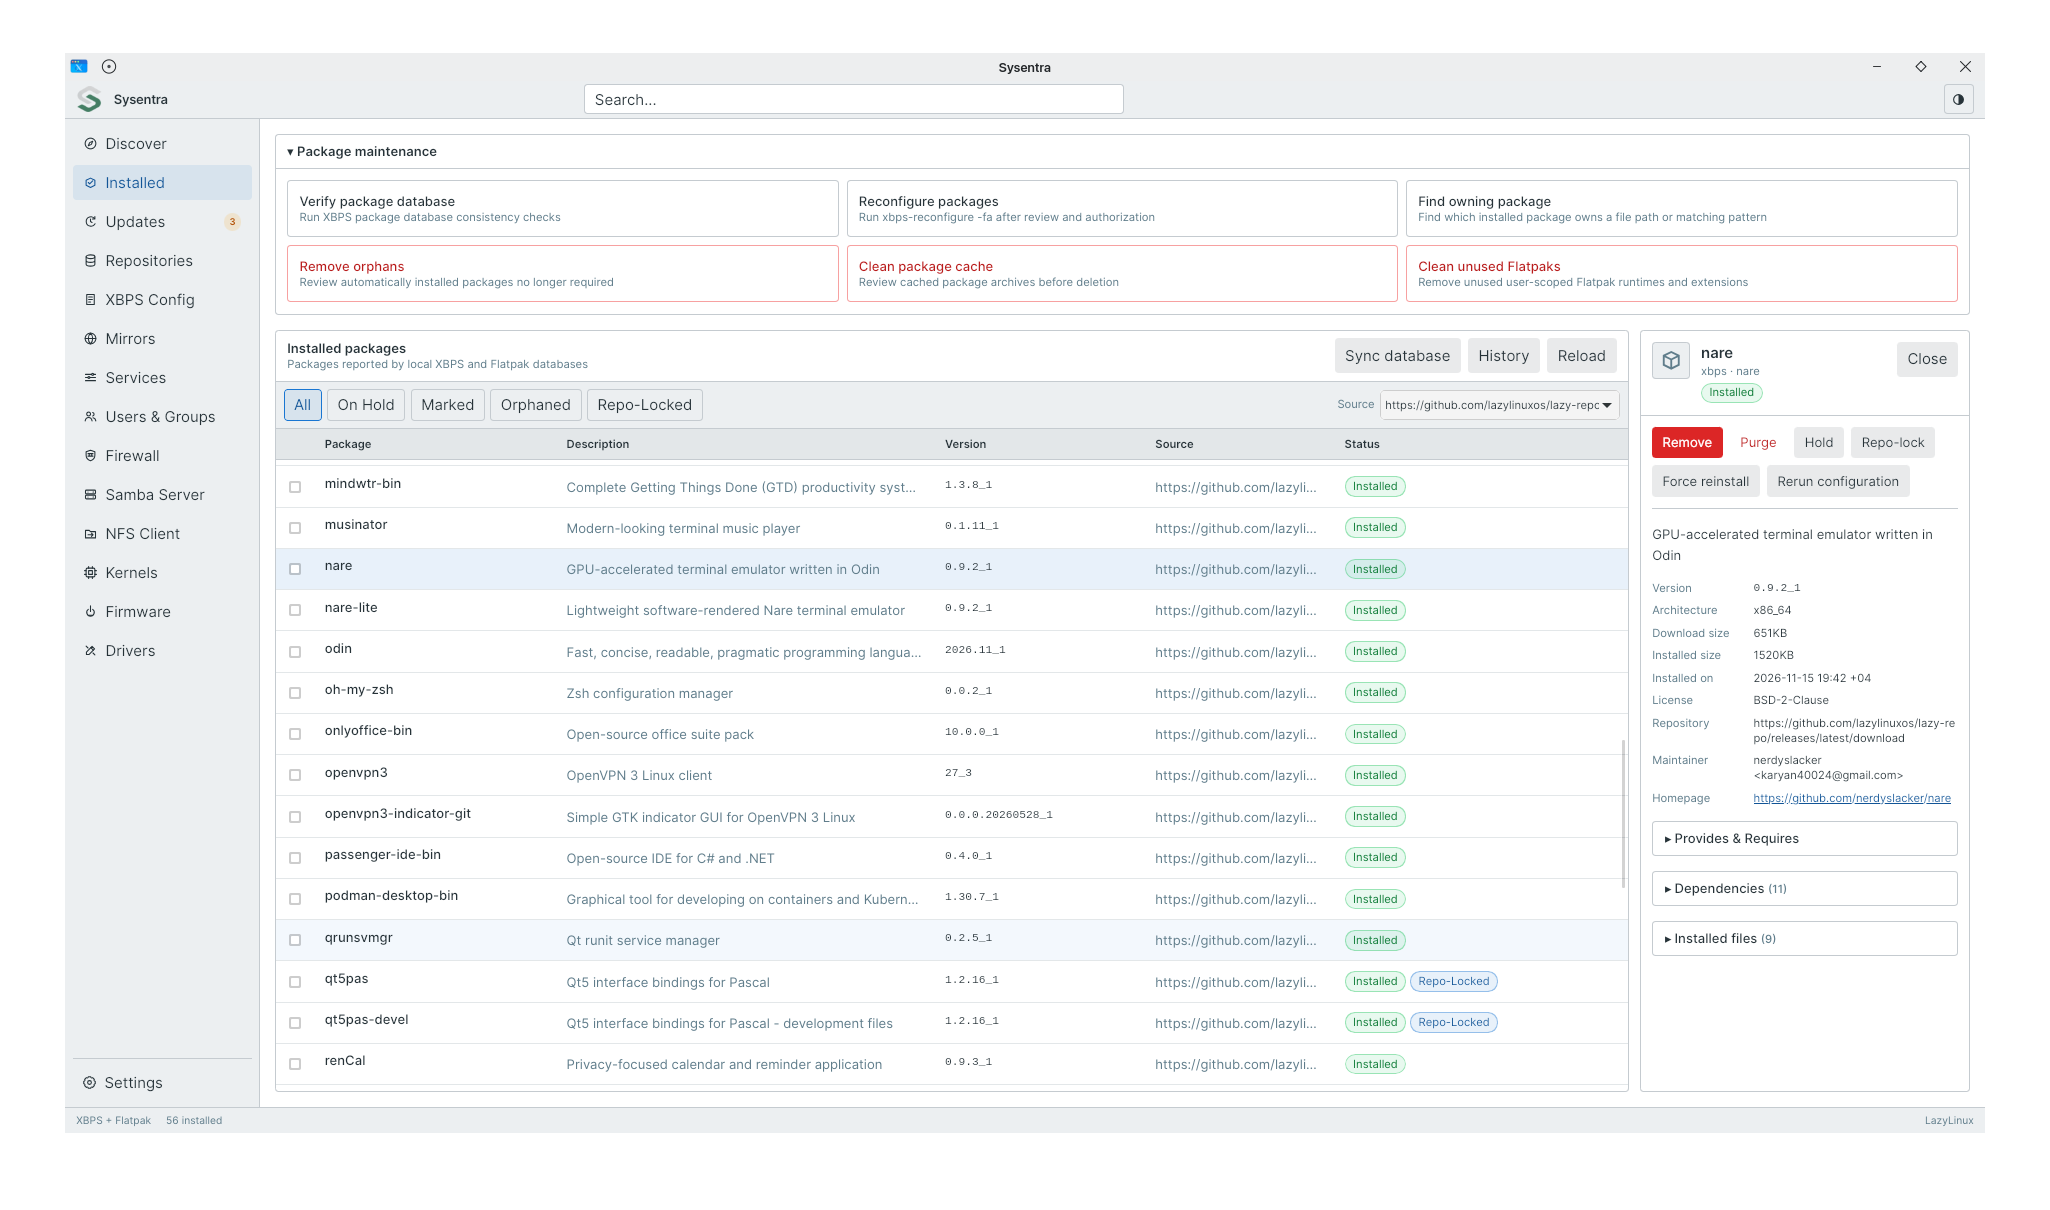 Sysentra
Sysentra
Search...
Discover
Installed
Updates 3
Repositories
XBPS Config
Mirrors
Services
Users & Groups
Firewall
Samba Server
NFS Client
Kernels
Firmware
Drivers
Settings
▾ Package maintenance
Verify package database
Run XBPS package database consistency checks
Reconfigure packages
Run xbps-reconfigure -fa after review and authorization
Find owning package
Find which installed package owns a file path or matching pattern
Remove orphans
Review automatically installed packages no longer required
Clean package cache
Review cached package archives before deletion
Clean unused Flatpaks
Remove unused user-scoped Flatpak runtimes and extensions
Installed packages
Packages reported by local XBPS and Flatpak databases
Sync database History Reload
All On Hold Marked Orphaned Repo-Locked
Source https://github.com/lazylinuxos/lazy-repo
Package Description Version Source Status
mindwtr-bin Complete Getting Things Done (GTD) productivity syst... 1.3.8_1 https://github.com/lazyli... Installed
musinator Modern-looking terminal music player 0.1.11_1 https://github.com/lazyli... Installed
nare GPU-accelerated terminal emulator written in Odin 0.9.2_1 https://github.com/lazyli... Installed
nare-lite Lightweight software-rendered Nare terminal emulator 0.9.2_1 https://github.com/lazyli... Installed
odin Fast, concise, readable, pragmatic programming langua... 2026.11_1 https://github.com/lazyli... Installed
oh-my-zsh Zsh configuration manager 0.0.2_1 https://github.com/lazyli... Installed
onlyoffice-bin Open-source office suite pack 10.0.0_1 https://github.com/lazyli... Installed
openvpn3 OpenVPN 3 Linux client 27_3 https://github.com/lazyli... Installed
openvpn3-indicator-git Simple GTK indicator GUI for OpenVPN 3 Linux 0.0.0.20260528_1 https://github.com/lazyli... Installed
passenger-ide-bin Open-source IDE for C# and .NET 0.4.0_1 https://github.com/lazyli... Installed
podman-desktop-bin Graphical tool for developing on containers and Kubern... 1.30.7_1 https://github.com/lazyli... Installed
qrunsvmgr Qt runit service manager 0.2.5_1 https://github.com/lazyli... Installed
qt5pas Qt5 interface bindings for Pascal 1.2.16_1 https://github.com/lazyli... Installed Repo-Locked
qt5pas-devel Qt5 interface bindings for Pascal - development files 1.2.16_1 https://github.com/lazyli... Installed Repo-Locked
renCal Privacy-focused calendar and reminder application 0.9.3_1 https://github.com/lazyli... Installed
nare
xbps · nare
Installed
Close
Remove Purge Hold Repo-lock
Force reinstall Rerun configuration
GPU-accelerated terminal emulator written in
Odin
Version 0.9.2_1
Architecture x86_64
Download size 651KB
Installed size 1520KB
Installed on 2026-11-15 19:42 +04
License BSD-2-Clause
Repository https://github.com/lazylinuxos/lazy-re
po/releases/latest/download
Maintainer nerdyslacker
<karyan40024@gmail.com>
Homepage https://github.com/nerdyslacker/nare
▸ Provides & Requires
▸ Dependencies (11)
▸ Installed files (9)
XBPS + Flatpak 56 installed
LazyLinux